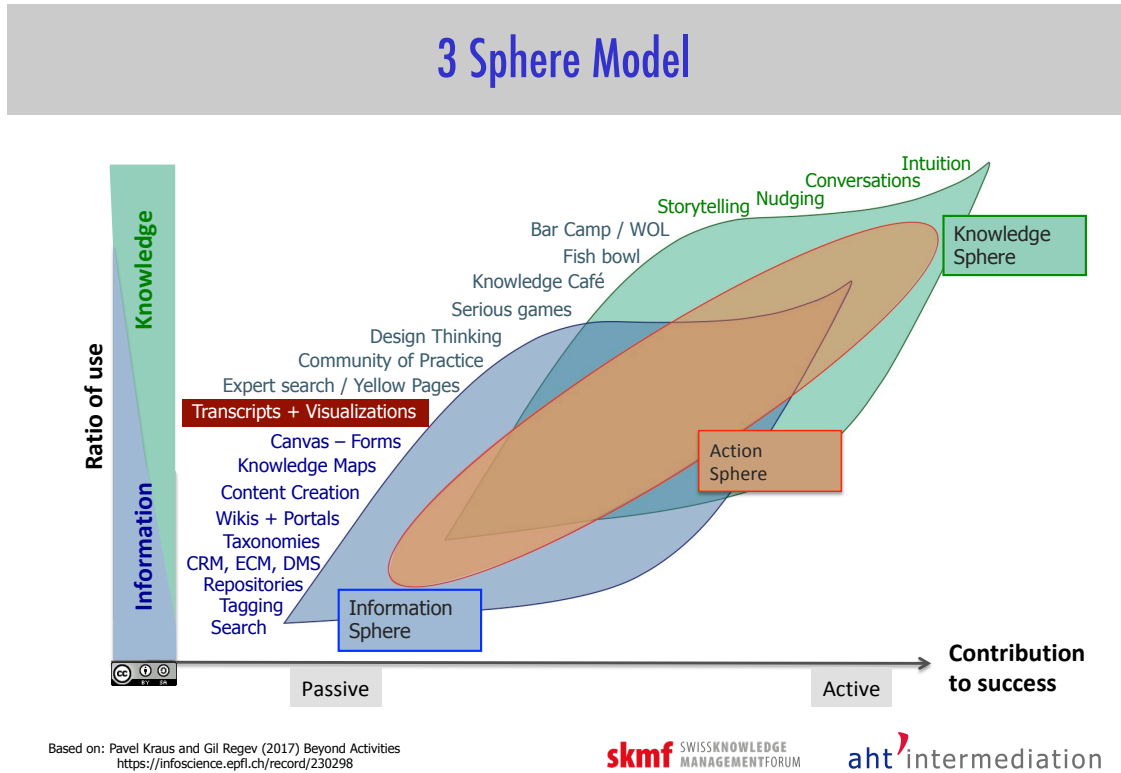 3 Sphere Model
Intuition
Conversations
Nudging
Storytelling
Bar Camp / WOL
Fish bowl
Knowledge Café
Serious games
Design Thinking
Community of Practice
Expert search / Yellow Pages
Transcripts + Visualizations
Canvas – Forms
Knowledge Maps
Content Creation
Wikis + Portals
Taxonomies
CRM, ECM, DMS
Repositories
Tagging
Search
Ratio of use
Knowledge
Information
Knowledge
Sphere
Action
Sphere
Information
Sphere
cc BY SA
Passive
Active
Contribution
to success
Based on: Pavel Kraus and Gil Regev (2017) Beyond Activities
https://infoscience.epfl.ch/record/230298
skmf SWISSKNOWLEDGE
MANAGEMENTFORUM
aht'intermediation